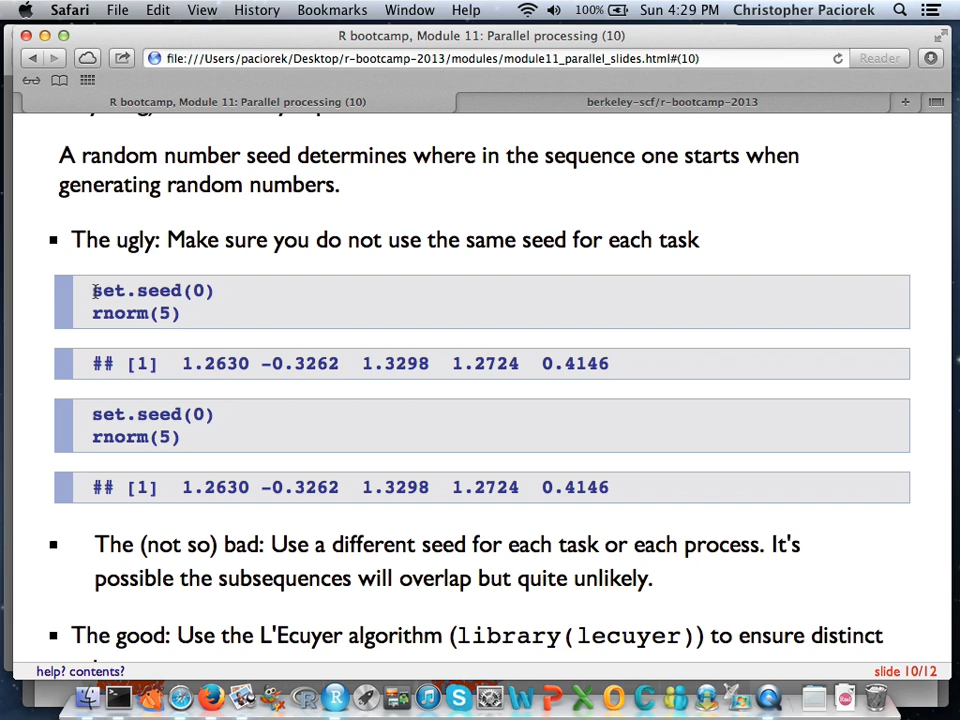 Safari File Edit View History Bookmarks Window Help 100% Sun 4:29 PM Christopher Paciorek
R bootcamp, Module 11: Parallel processing (10)
file:///Users/paciorek/Desktop/r-bootcamp-2013/modules/module11_parallel_slides.html#(10) Reader
R bootcamp, Module 11: Parallel processing (10) berkeley-scf/r-bootcamp-2013
A random number seed determines where in the sequence one starts when
generating random numbers.
▪ The ugly: Make sure you do not use the same seed for each task
set.seed(0)
rnorm(5)
## [1] 1.2630 -0.3262 1.3298 1.2724 0.4146
set.seed(0)
rnorm(5)
## [1] 1.2630 -0.3262 1.3298 1.2724 0.4146
▪ The (not so) bad: Use a different seed for each task or each process. It's
possible the subsequences will overlap but quite unlikely.
▪ The good: Use the L'Ecuyer algorithm (library(lecuyer)) to ensure distinct
help? contents? slide 10/12